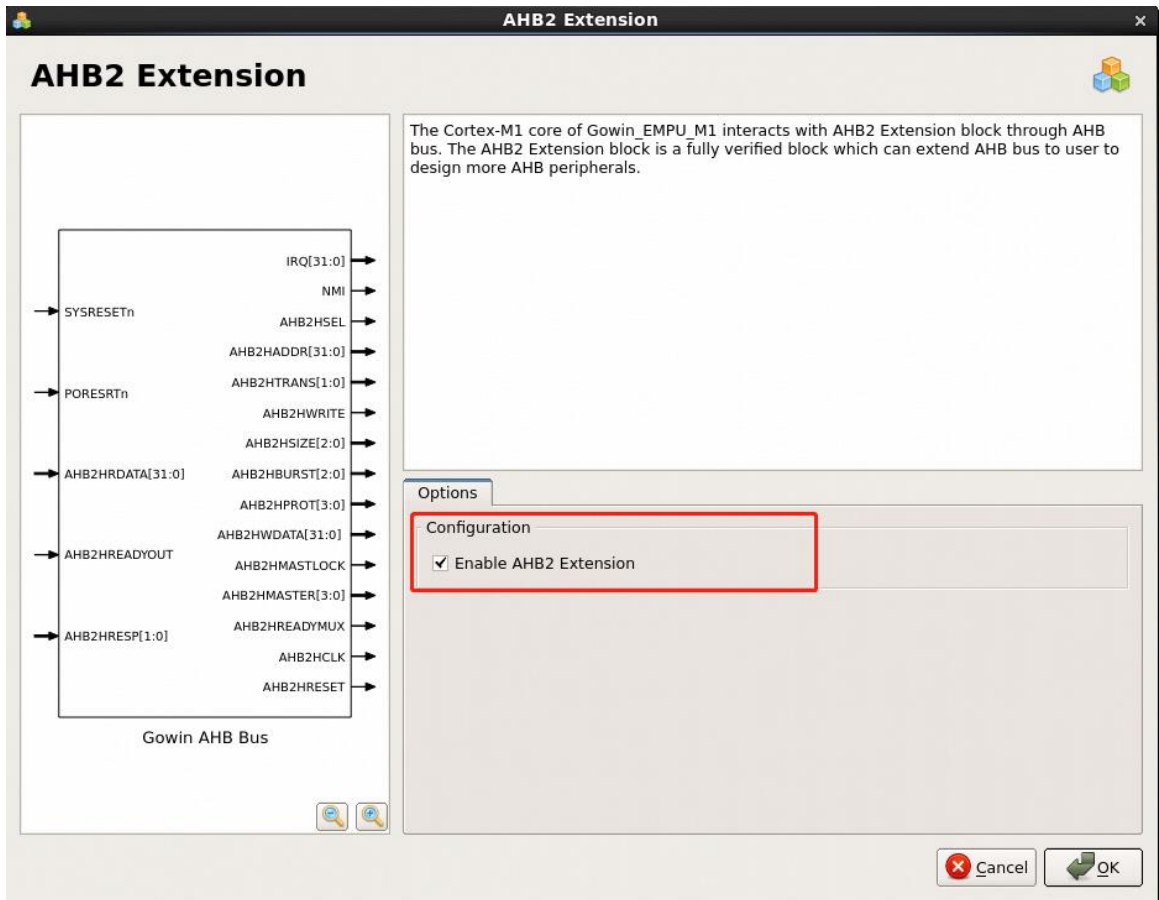 AHB2 Extension
AHB2 Extension
The Cortex-M1 core of Gowin_EMPU_M1 interacts with AHB2 Extension block through AHB
bus. The AHB2 Extension block is a fully verified block which can extend AHB bus to user to
design more AHB peripherals.
IRQ[31:0]
NMI
SYSRESETn
AHB2HSEL
AHB2HADDR[31:0]
AHB2HTRANS[1:0]
PORESRTn
AHB2HWRITE
AHB2HSIZE[2:0]
AHB2HRDATA[31:0]
AHB2HBURST[2:0]
AHB2HPROT[3:0]
AHB2HWDATA[31:0]
AHB2HREADYOUT
AHB2HMASTLOCK
AHB2HMASTER[3:0]
AHB2HREADYMUX
AHB2HRESP[1:0]
AHB2HCLK
AHB2HRESET
Gowin AHB Bus
Options
Configuration
Enable AHB2 Extension
Cancel
OK